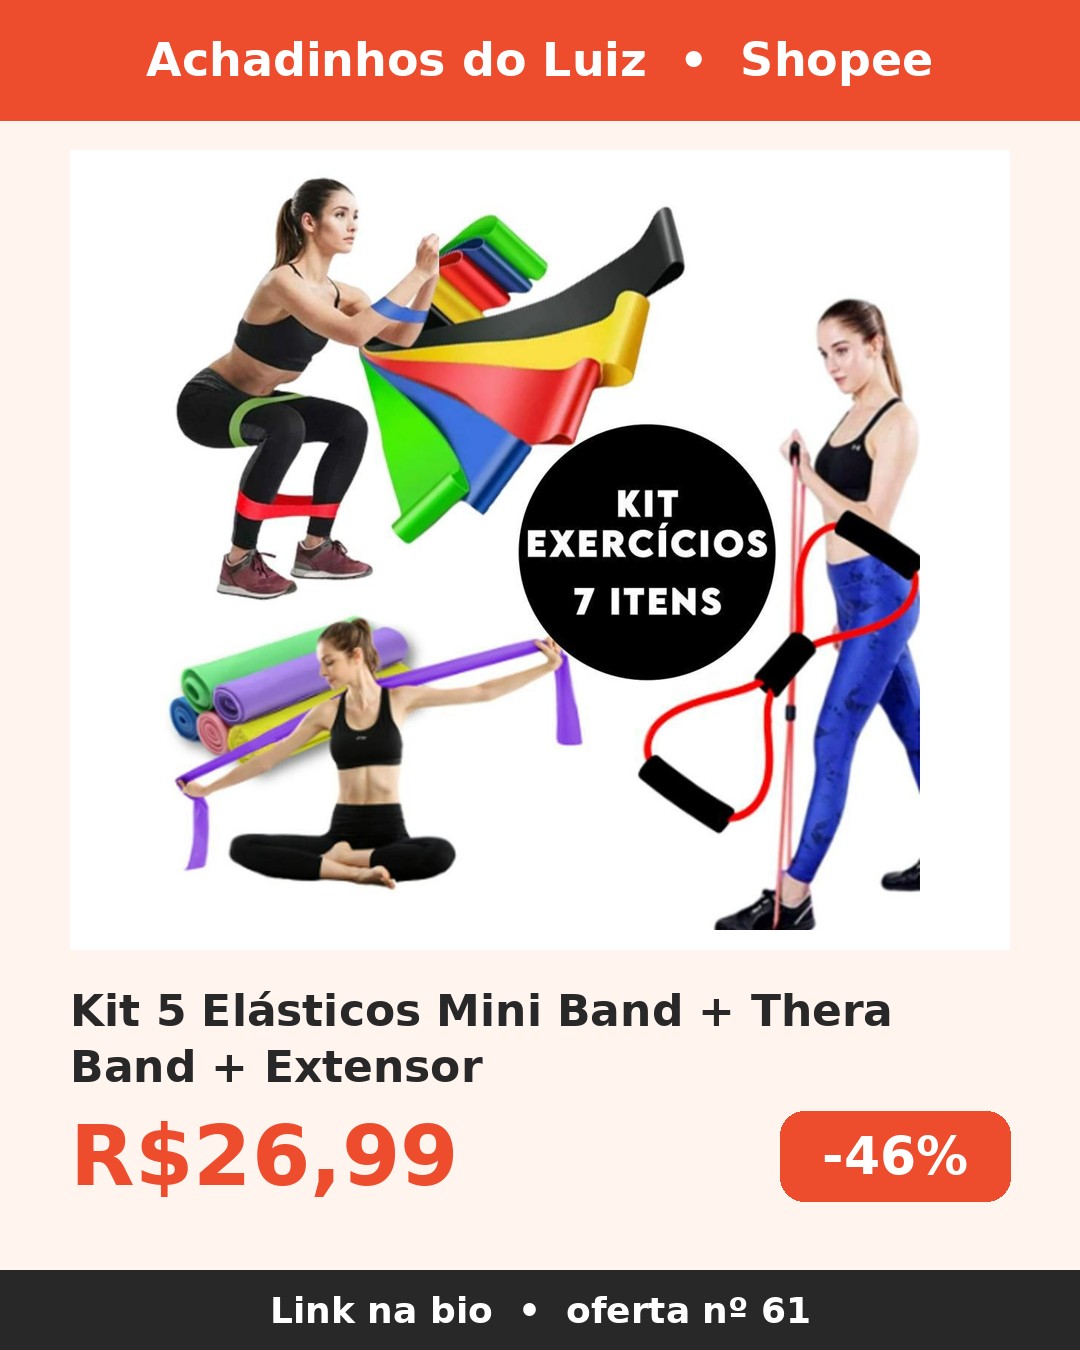 Achadinhos do Luiz • Shopee
KIT
EXERCÍCIOS
7 ITENS
Kit 5 Elásticos Mini Band + Thera
Band + Extensor
R$26,99
-46%
Link na bio • oferta nº 61